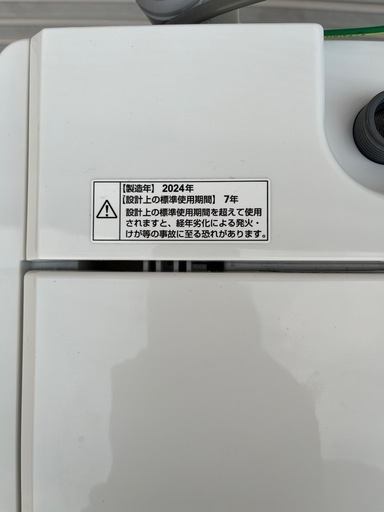 【製造年】 2024年
【設計上の標準使用期間】 7年
設計上の標準使用期間を超えて使用
されますと、経年劣化による発火・
けが等の事故に至る恐れがあります。